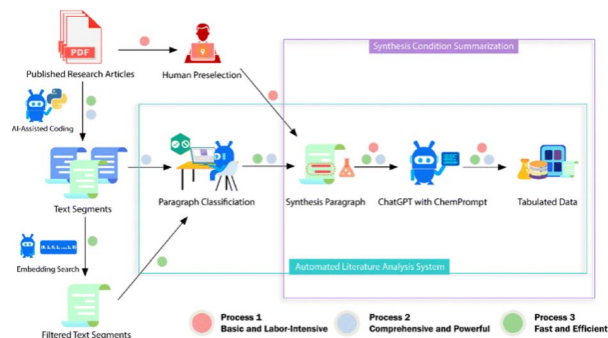 Synthesis Condition Summarization
PDF
Published Research Articles
Human Preselection
AI-Assisted Coding
Text Segments
Paragraph Classificiation
Synthesis Paragraph
ChatGPT with ChemPrompt
Tabulated Data
Embedding Search
Automated Literature Analysis System
Filtered Text Segments
Process 1
Basic and Labor-Intensive
Process 2
Comprehensive and Powerful
Process 3
Fast and Efficient